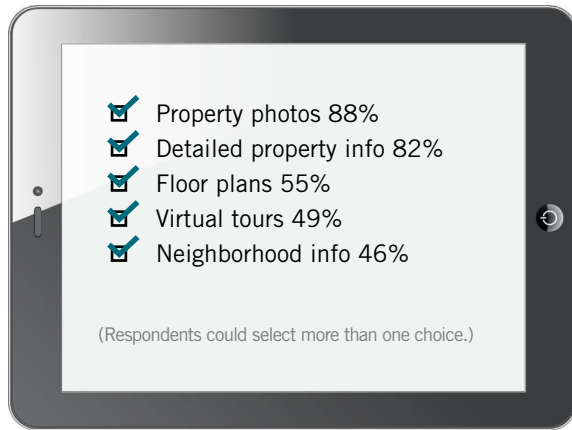 Property photos 88%
Detailed property info 82%
Floor plans 55%
Virtual tours 49%
Neighborhood info 46%
(Respondents could select more than one choice.)